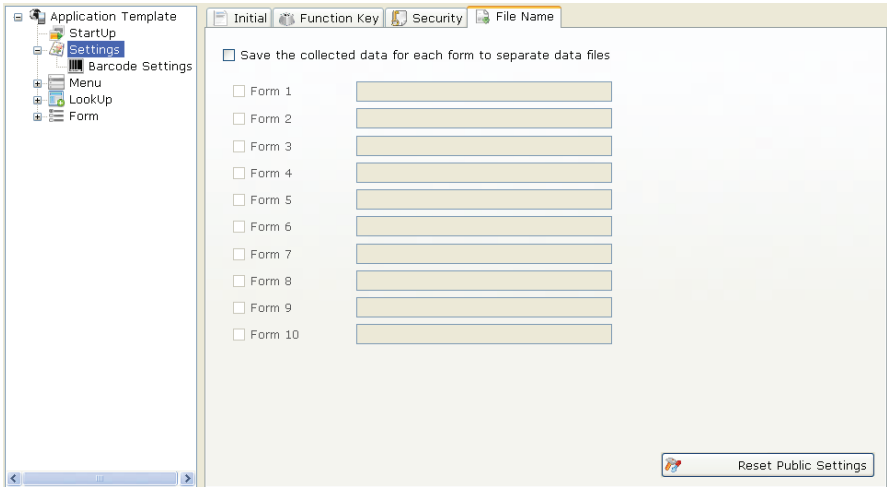 Application Template
StartUp
Settings
Barcode Settings
Menu
LookUp
Form
Initial
Function Key
Security
File Name
Save the collected data for each form to separate data files
Form 1
Form 2
Form 3
Form 4
Form 5
Form 6
Form 7
Form 8
Form 9
Form 10
Reset Public Settings